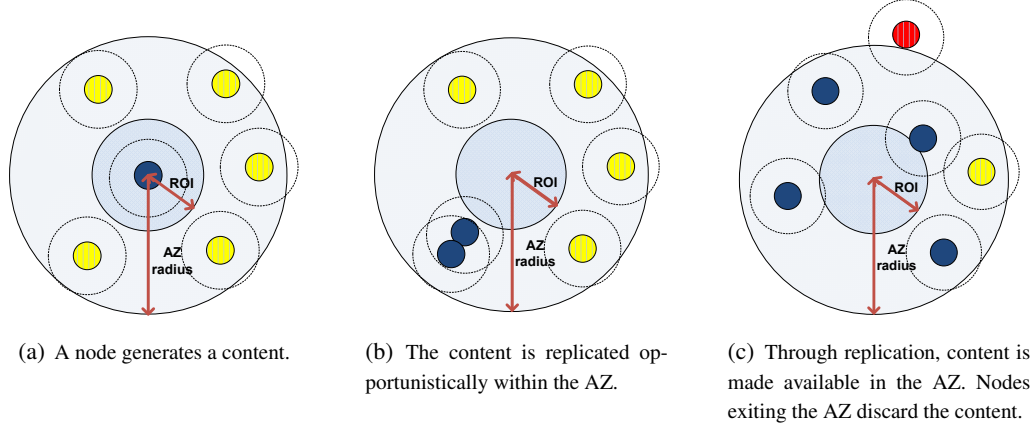 ROI
AZ
radius
ROI
AZ
radius
ROI
AZ
radius
(a) A node generates a content.
(b) The content is replicated op-
portunistically within the AZ.
(c) Through replication, content is
made available in the AZ. Nodes
exiting the AZ discard the content.